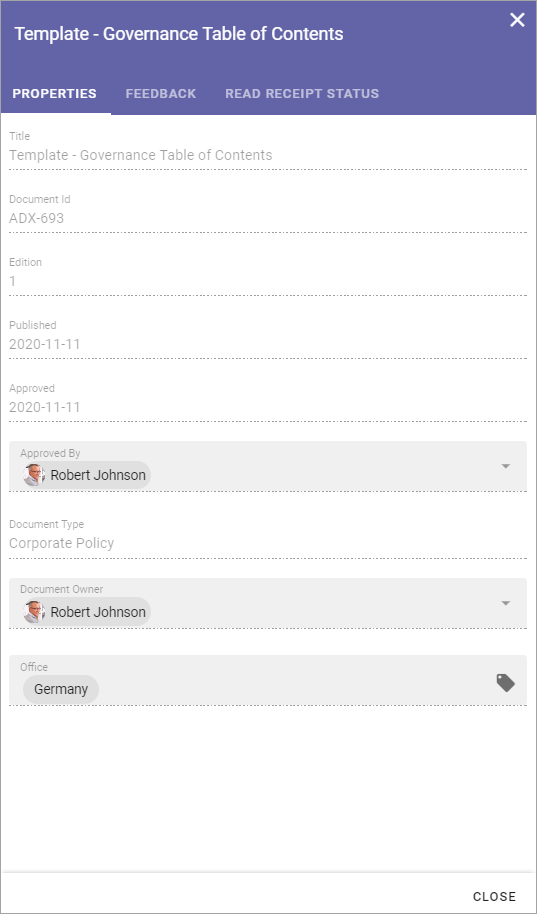 Template - Governance Table of Contents
PROPERTIES FEEDBACK READ RECEIPT STATUS
Title
Template - Governance Table of Contents
Document Id
ADX-693
Edition
1
Published
2020-11-11
Approved
2020-11-11
Approved By
Robert Johnson
Document Type
Corporate Policy
Document Owner
Robert Johnson
Office
Germany
CLOSE